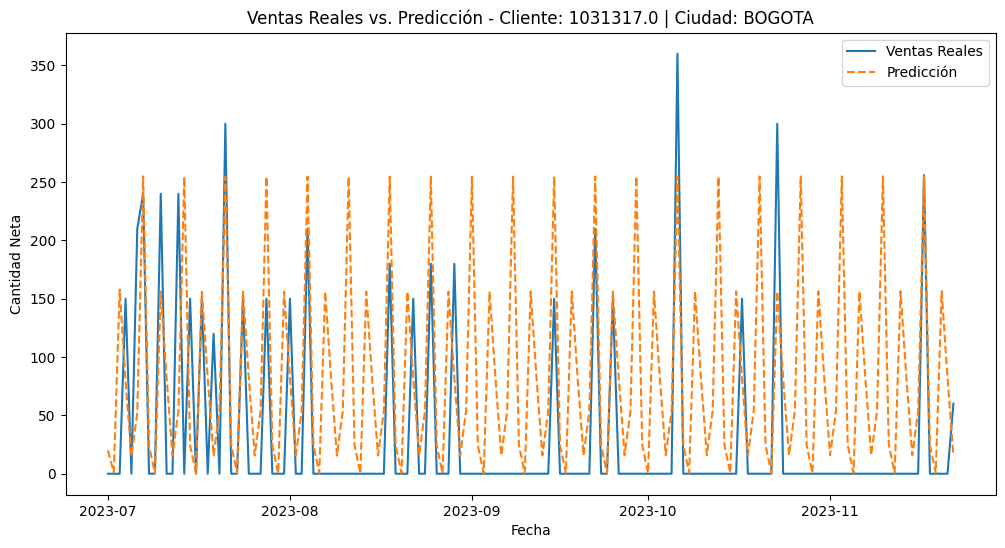 Ventas Reales vs. Predicción - Cliente: 1031317.0 | Ciudad: BOGOTA
Ventas Reales
Predicción
Cantidad Neta
350
300
250
200
150
100
50
0
2023-07
2023-08
2023-09
2023-10
2023-11
Fecha